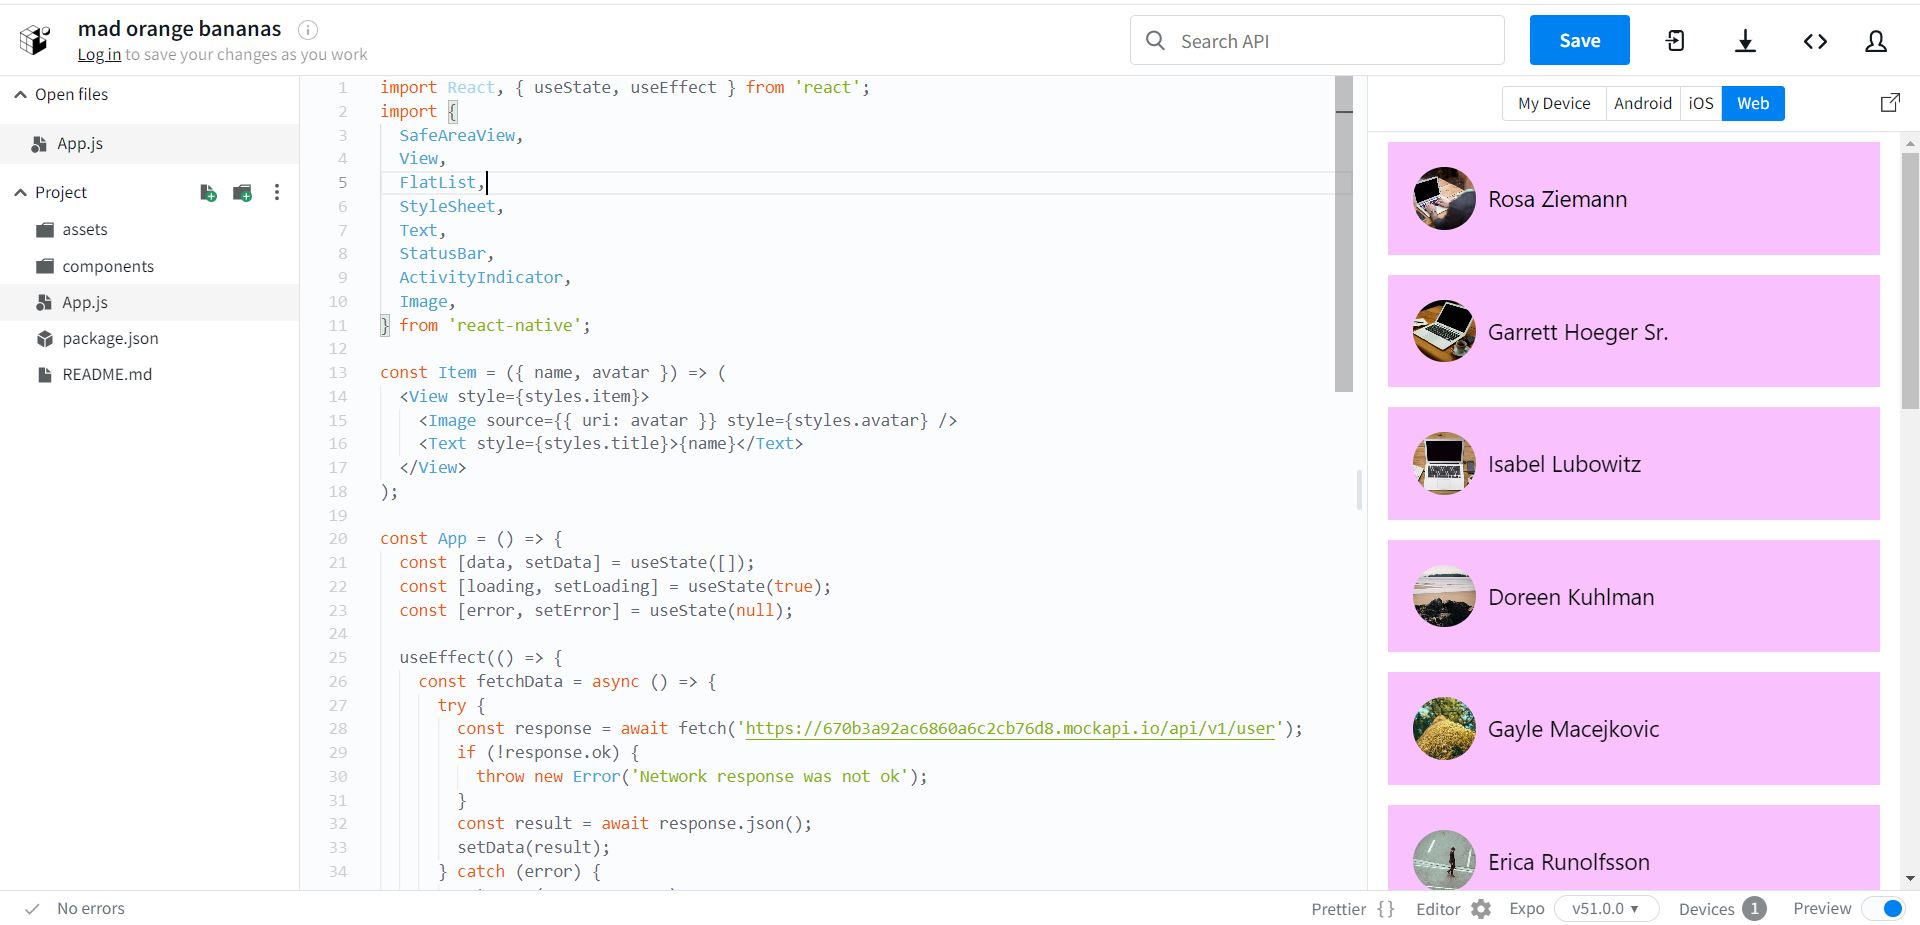 mad orange bananas
Log in to save your changes as you work
Search API
Save
Open files
App.js
Project
assets
components
App.js
package.json
README.md
1 import React, { useState, useEffect } from 'react';
2 import {
3 SafeAreaView,
4 View,
5 FlatList,
6 StyleSheet,
7 Text,
8 StatusBar,
9 ActivityIndicator,
10 Image,
11 } from 'react-native';
12
13 const Item = ({ name, avatar }) => (
14 <View style={styles.item}>
15 <Image source={{ uri: avatar }} style={styles.avatar} />
16 <Text style={styles.title}>{name}</Text>
17 </View>
18 );
19
20 const App = () => {
21 const [data, setData] = useState([]);
22 const [loading, setLoading] = useState(true);
23 const [error, setError] = useState(null);
24
25 useEffect(() => {
26 const fetchData = async () => {
27 try {
28 const response = await fetch('https://670b3a92ac6860a6c2cb76d8.mockapi.io/api/v1/user');
29 if (!response.ok) {
30 throw new Error('Network response was not ok');
31 }
32 const result = await response.json();
33 setData(result);
34 } catch (error) {
My Device Android iOS Web
Rosa Ziemann
Garrett Hoeger Sr.
Isabel Lubowitz
Doreen Kuhlman
Gayle Macejkovic
Erica Runolfsson
No errors
Prettier {} Editor Expo v51.0.0 Devices 1 Preview